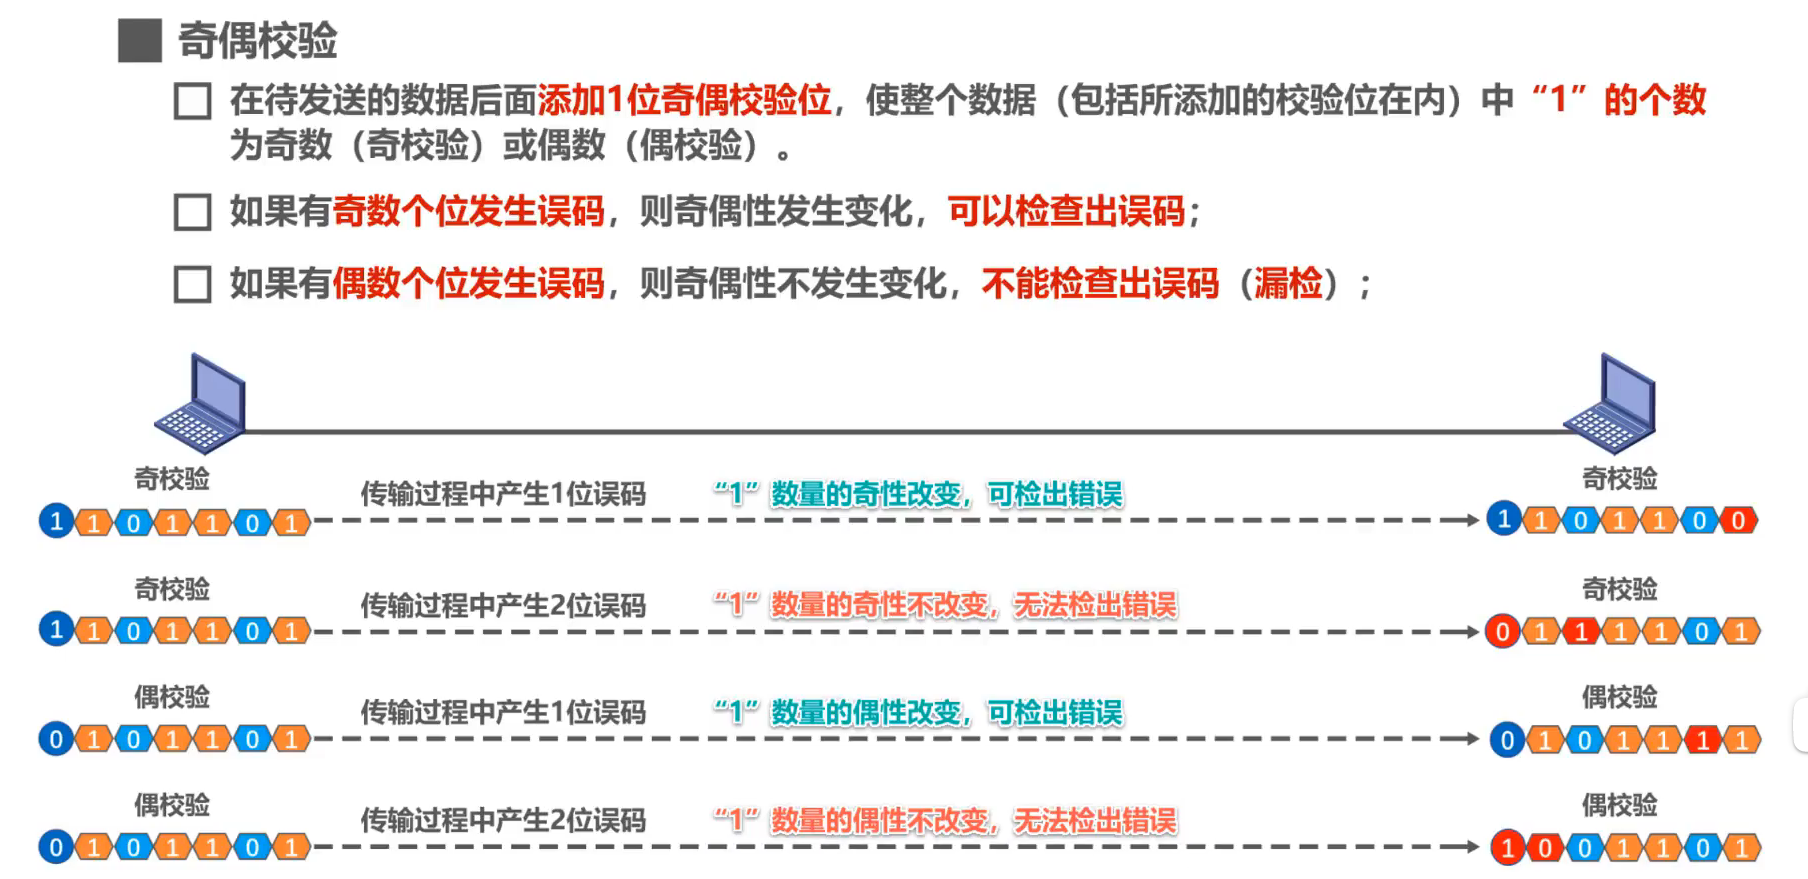 奇偶校验
在待发送的数据后面添加1位奇偶校验位，使整个数据（包括所添加的校验位在内）中“1”的个数
为奇数（奇校验）或偶数（偶校验）。
如果有奇数个位发生误码，则奇偶性发生变化，可以检查出误码；
如果有偶数个位发生误码，则奇偶性不发生变化，不能检查出误码（漏检）；
奇校验 奇校验
传输过程中产生1位误码 “1”数量的奇性改变，可检出错误
1 1 0 1 1 0 1 1 1 0 1 1 0 0
奇校验 奇校验
传输过程中产生2位误码 “1”数量的奇性不改变，无法检出错误
1 1 0 1 1 0 1 0 1 1 1 1 0 1
偶校验 偶校验
传输过程中产生1位误码 “1”数量的偶性改变，可检出错误
0 1 0 1 1 0 1 0 1 0 1 1 1 1
偶校验 偶校验
传输过程中产生2位误码 “1”数量的偶性不改变，无法检出错误
0 1 0 1 1 0 1 1 0 0 1 1 0 1